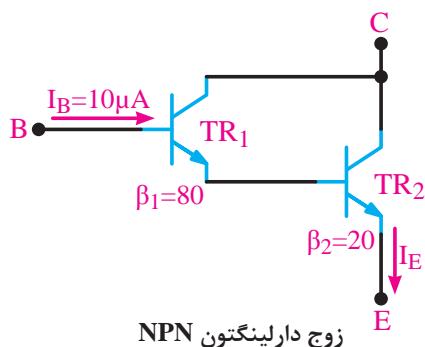 C
I_B=10μA
B
TR₁
TR₂
β₁=80
β₂=20
I_E
E
زوج دارلینگتون NPN